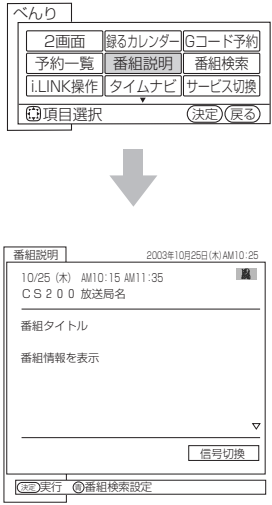 べんり
2画面 録るカレンダー Gコード予約
予約一覧 番組説明 番組検索
i.LINK操作 タイムナビ サービス切換
項目選択 決定 戻る
番組説明 2003年10月25日(木)AM10:25
10/25 (木) AM10:15 AM11:35
CS200 放送局名
番組タイトル
番組情報を表示
信号切換
決定 実行 青 番組検索設定